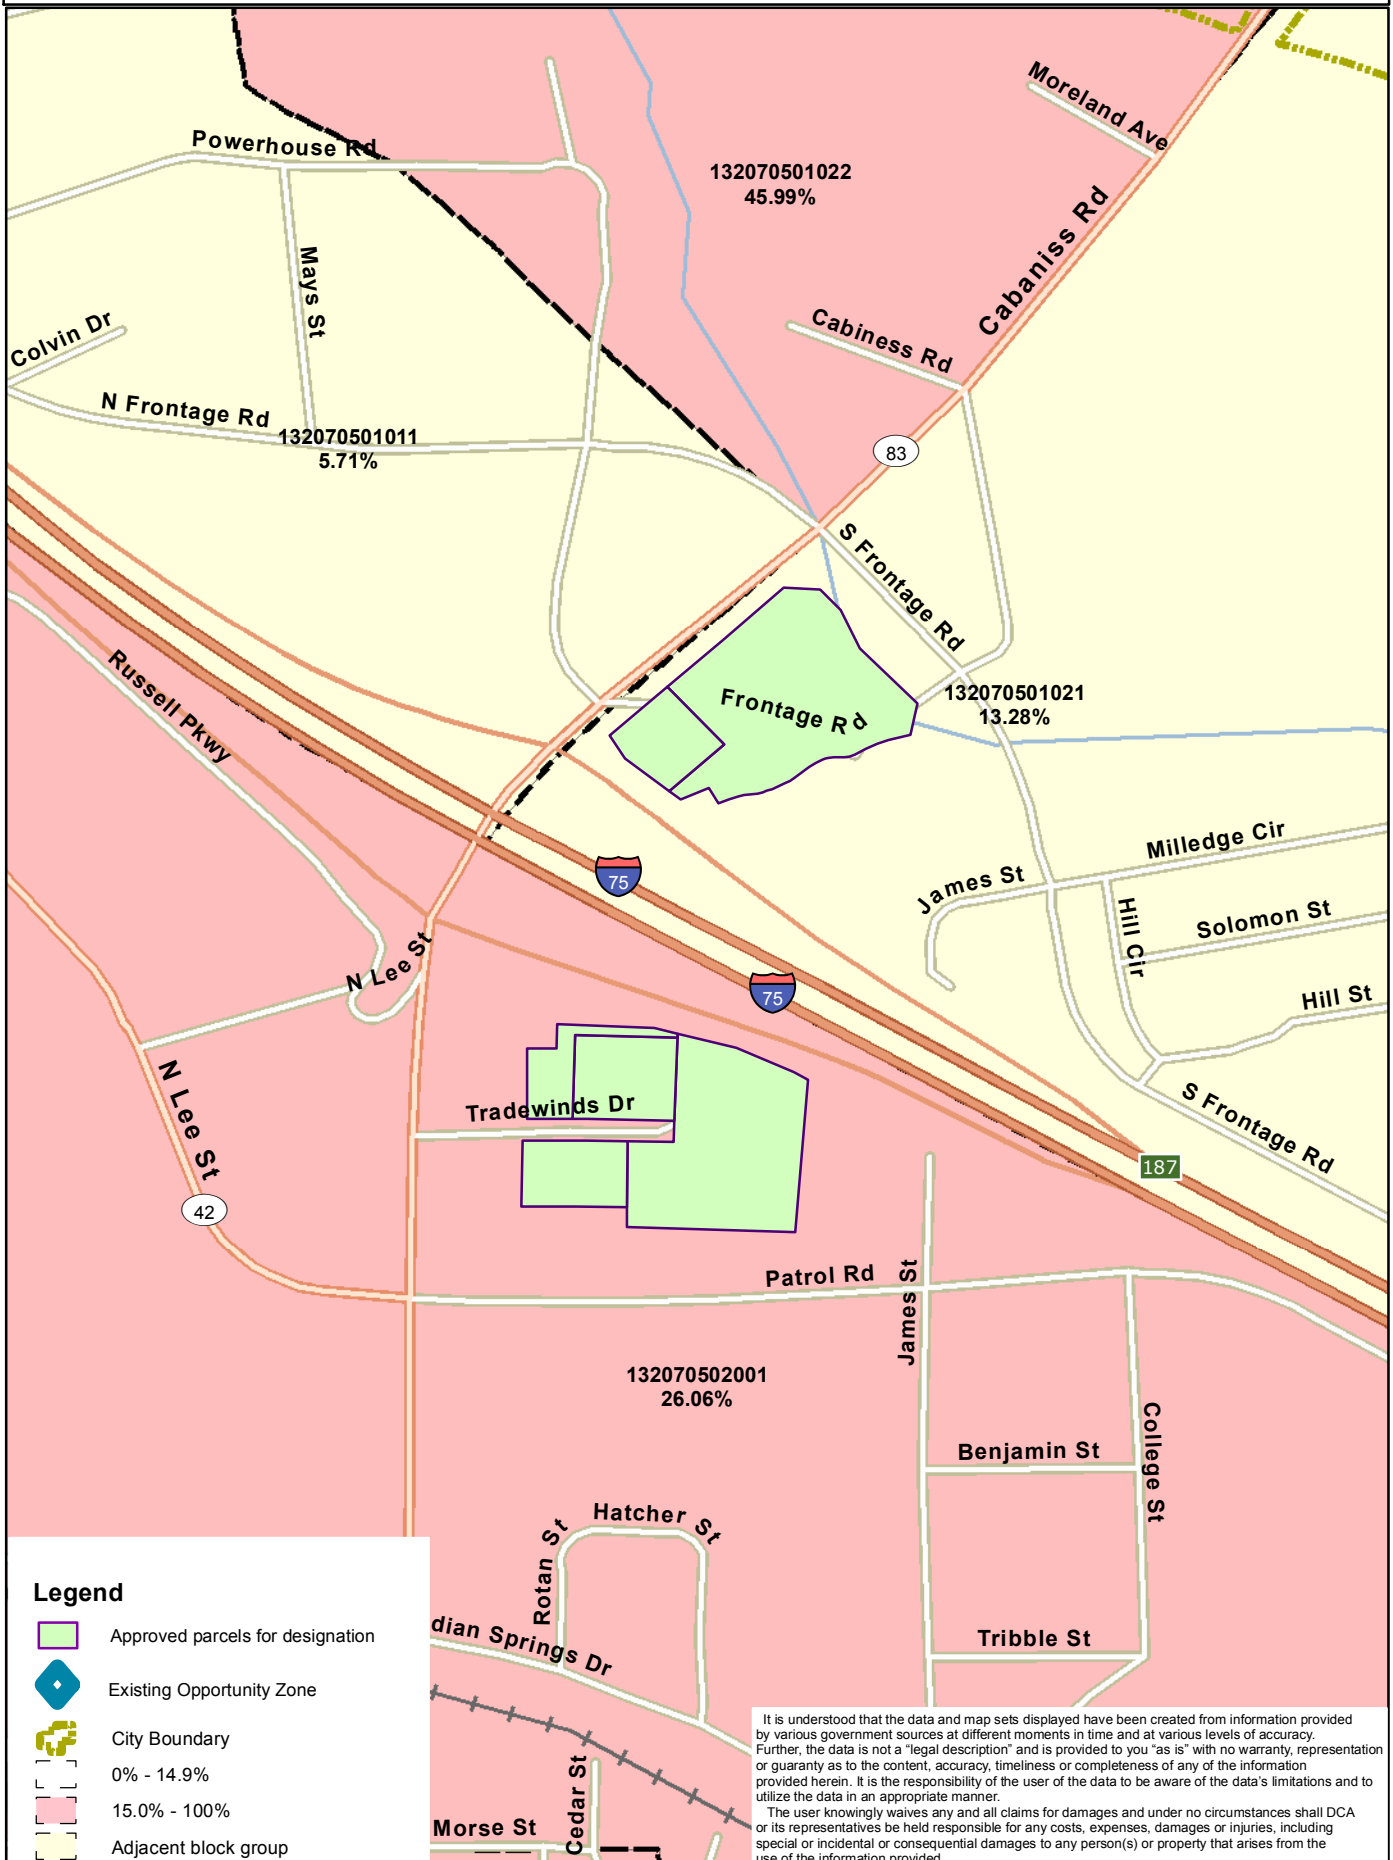 Moreland Ave
Powerhouse Rd
132070501022
45.99%
Cabaniss Rd
Mays St
Colvin Dr
Cabiness Rd
N Frontage Rd
132070501011
5.71%
83
S Frontage Rd
Russell Pkwy
Frontage Rd
132070501021
13.28%
Milledge Cir
75
James St
Hill Cir
Solomon St
N Lee St
75
Hill St
N Lee St
Tradewinds Dr
S Frontage Rd
187
42
Patrol Rd
James St
132070502001
26.06%
College St
Benjamin St
Hatcher St
Rotan St
dian Springs Dr
Tribble St
Cedar St
Morse St
Legend
Approved parcels for designation
Existing Opportunity Zone
City Boundary
0% - 14.9%
15.0% - 100%
Adjacent block group
It is understood that the data and map sets displayed have been created from information provided
by various government sources at different moments in time and at various levels of accuracy.
Further, the data is not a “legal description” and is provided to you “as is” with no warranty, representation
or guaranty as to the content, accuracy, timeliness or completeness of any of the information
provided herein. It is the responsibility of the user of the data to be aware of the data’s limitations and to
utilize the data in an appropriate manner.
The user knowingly waives any and all claims for damages and under no circumstances shall DCA
or its representatives be held responsible for any costs, expenses, damages or injuries, including
special or incidental or consequential damages to any person(s) or property that arises from the
use of the information provided.